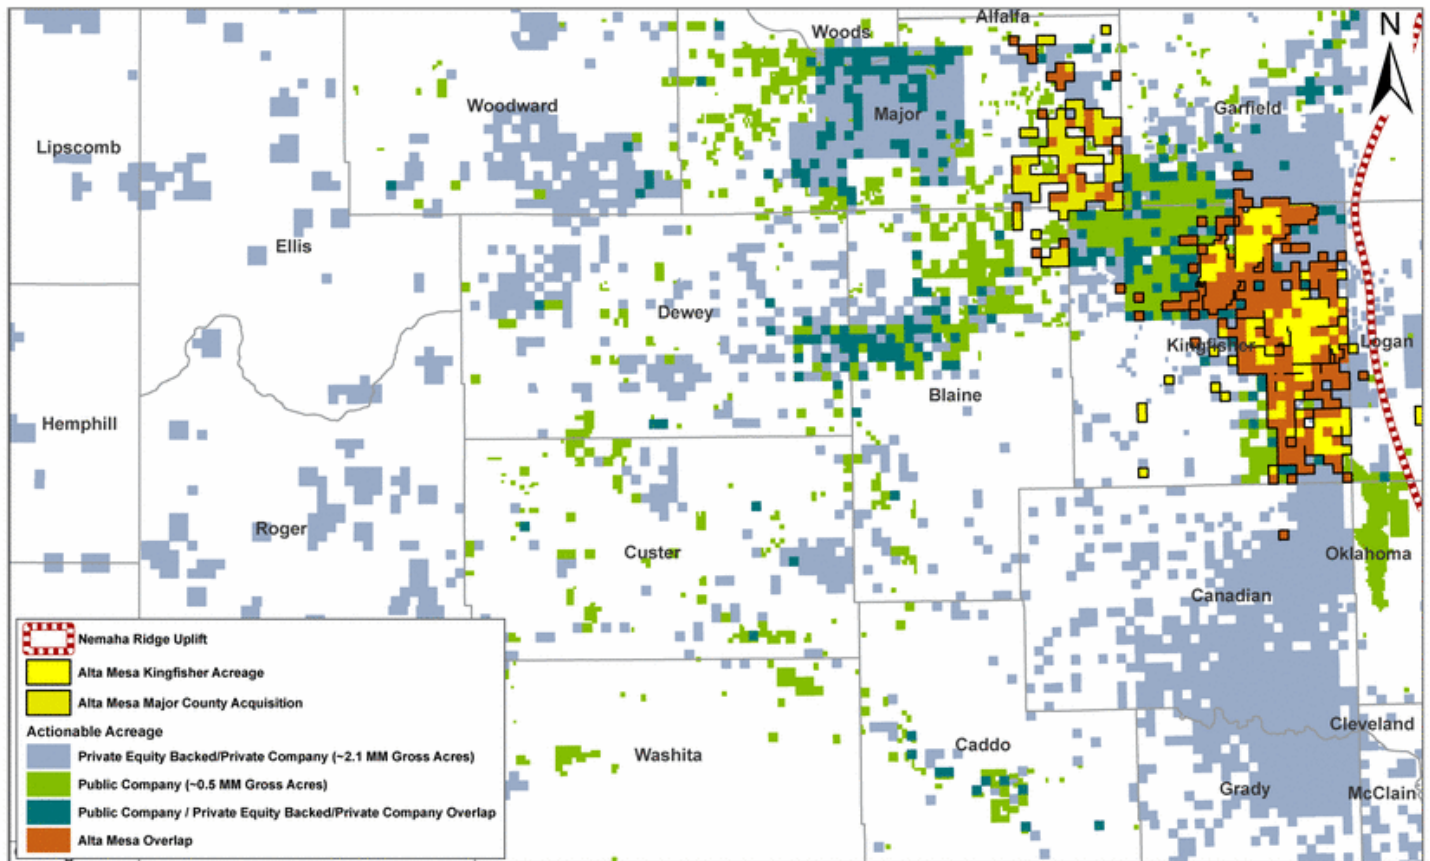 Alfalfa
N
Woods
Woodward
Major
Garfield
Lipscomb
Ellis
Dewey
Kingfisher
Logan
Blaine
Hemphill
Roger
Custer
Oklahoma
Canadian
Nemaha Ridge Uplift
Alta Mesa Kingfisher Acreage
Alta Mesa Major County Acquisition
Actionable Acreage
Private Equity Backed/Private Company (~2.1 MM Gross Acres)
Public Company (~0.5 MM Gross Acres)
Public Company / Private Equity Backed/Private Company Overlap
Alta Mesa Overlap
Cleveland
Washita
Caddo
Grady
McClain